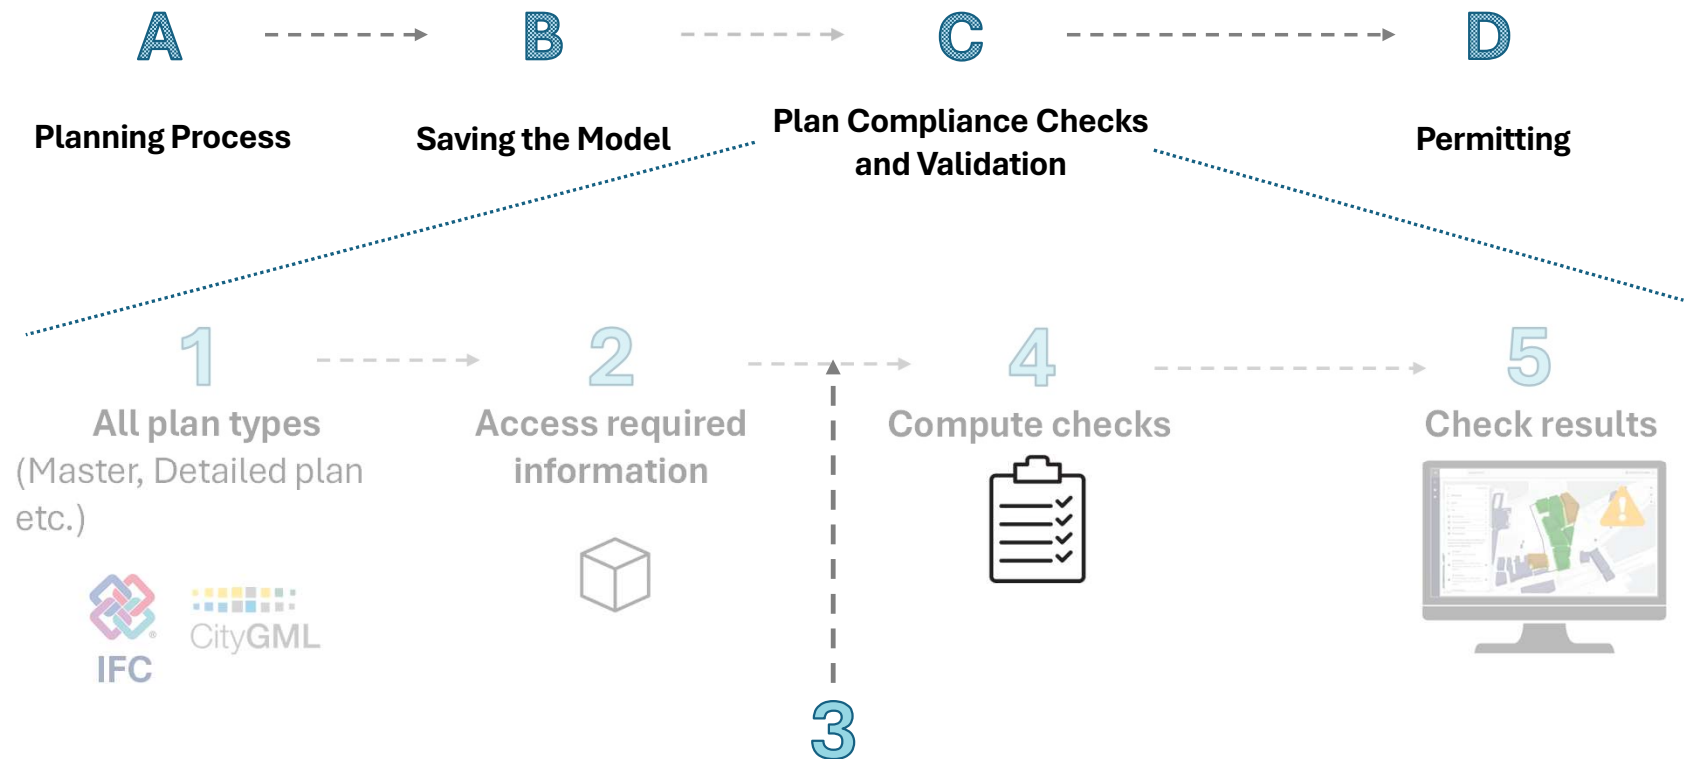 A
B
C
D
Planning Process
Saving the Model
Plan Compliance Checks
and Validation
Permitting
1
2
4
5
All plan types
(Master, Detailed plan
etc.)
Access required
information
Compute checks
Check results
IFC
®
CityGML
3